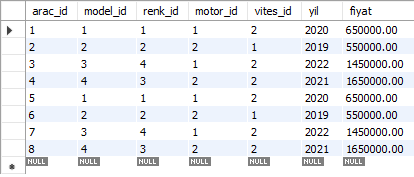 arac_id model_id renk_id motor_id vites_id yil fiyat
1 1 1 1 2 2020 650000.00
2 2 2 2 1 2019 550000.00
3 3 4 1 2 2022 1450000.00
4 4 3 2 2 2021 1650000.00
5 1 1 1 2 2020 650000.00
6 2 2 2 1 2019 550000.00
7 3 4 1 2 2022 1450000.00
8 4 3 2 2 2021 1650000.00
NULL NULL NULL NULL NULL NULL NULL